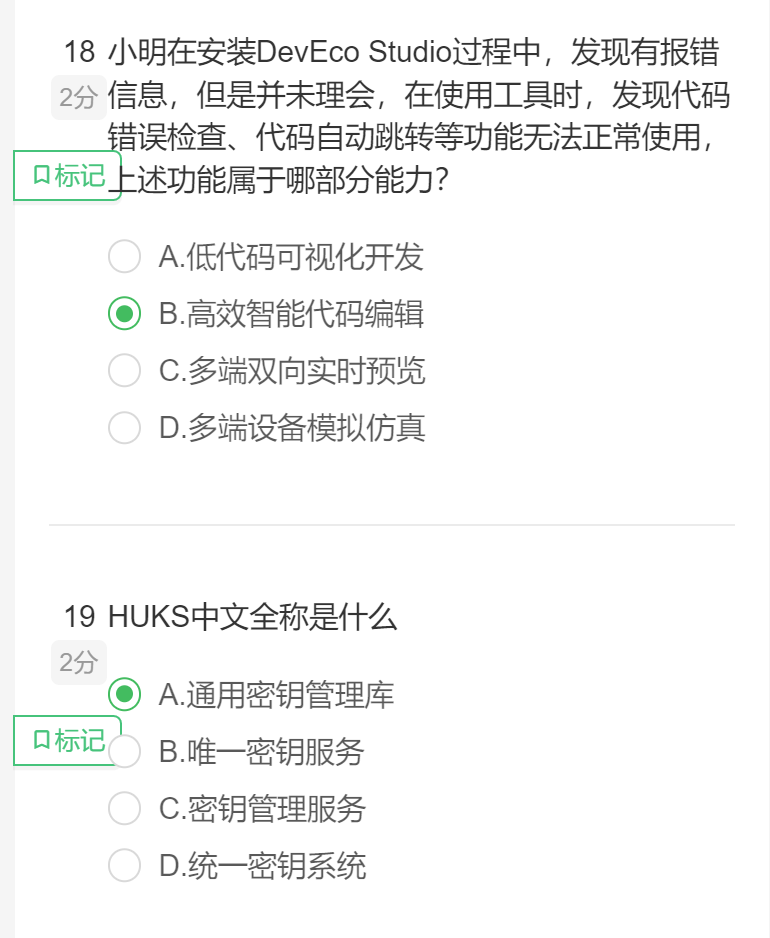 18 小明在安装DevEco Studio过程中，发现有报错
2分 信息，但是并未理会，在使用工具时，发现代码
错误检查、代码自动跳转等功能无法正常使用，
标记 上述功能属于哪部分能力？
A.低代码可视化开发
B.高效智能代码编辑
C.多端双向实时预览
D.多端设备模拟仿真
19 HUKS中文全称是什么
2分
A.通用密钥管理库
标记
B.唯一密钥服务
C.密钥管理服务
D.统一密钥系统